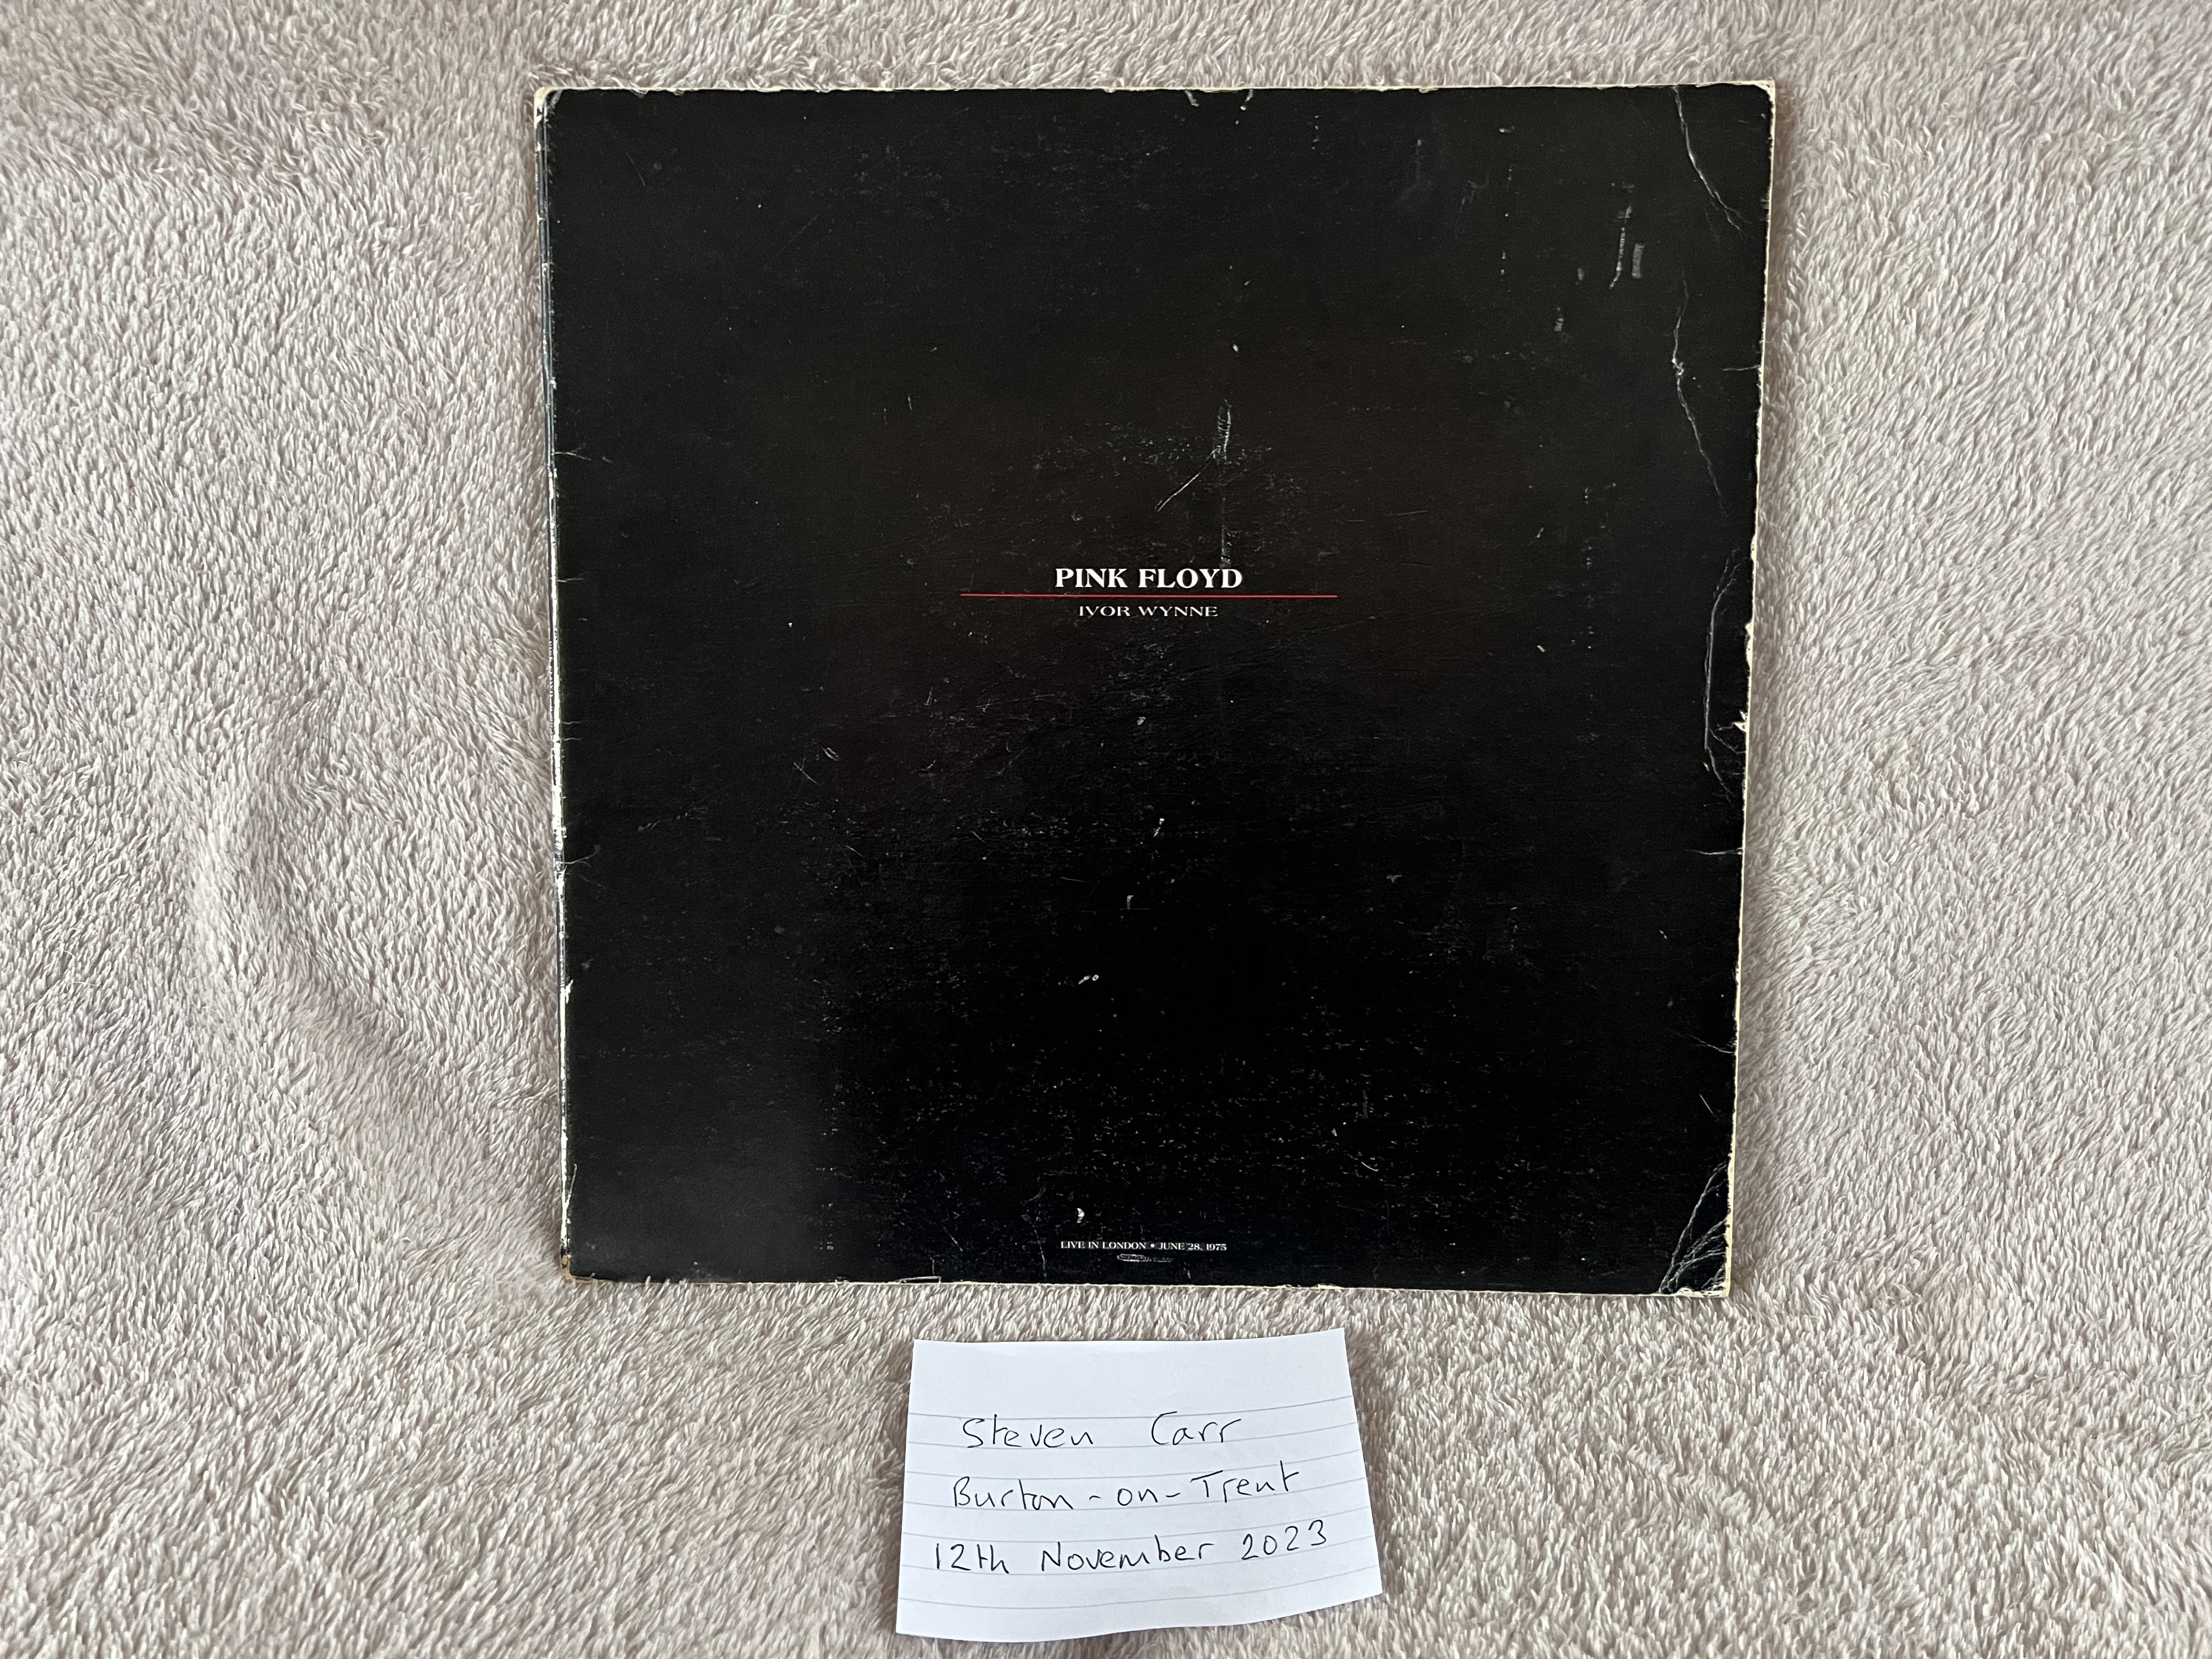 PINK FLOYD
IVOR WYNNE
LIVE IN LONDON • JUNE 28, 1975
Steven Carr
Burton-on-Trent
12th November 2023